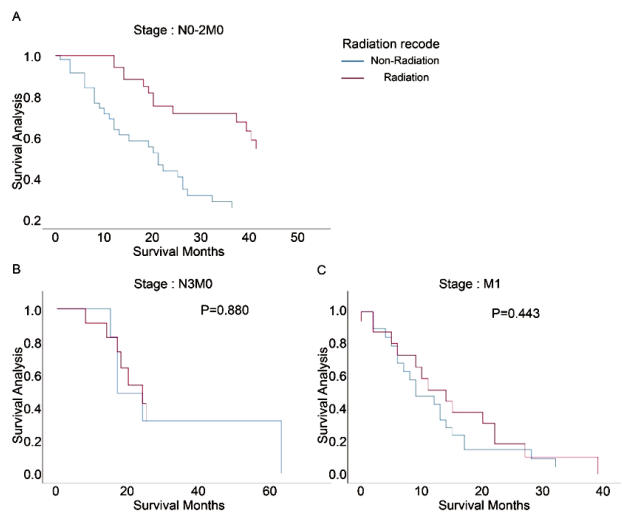 A
Stage : N0-2M0
Radiation recode
Non-Radiation
Radiation
Survival Analysis
1.0
0.8
0.6
0.4
0.2
0 10 20 30 40 50
Survival Months
B
Stage : N3M0
P=0.880
Survival Analysis
1.0
0.8
0.6
0.4
0.2
0.0
0 20 40 60
Survival Months
C
Stage : M1
P=0.443
Survival Analysis
1.0
0.8
0.6
0.4
0.2
0.0
0 10 20 30 40
Survival Months